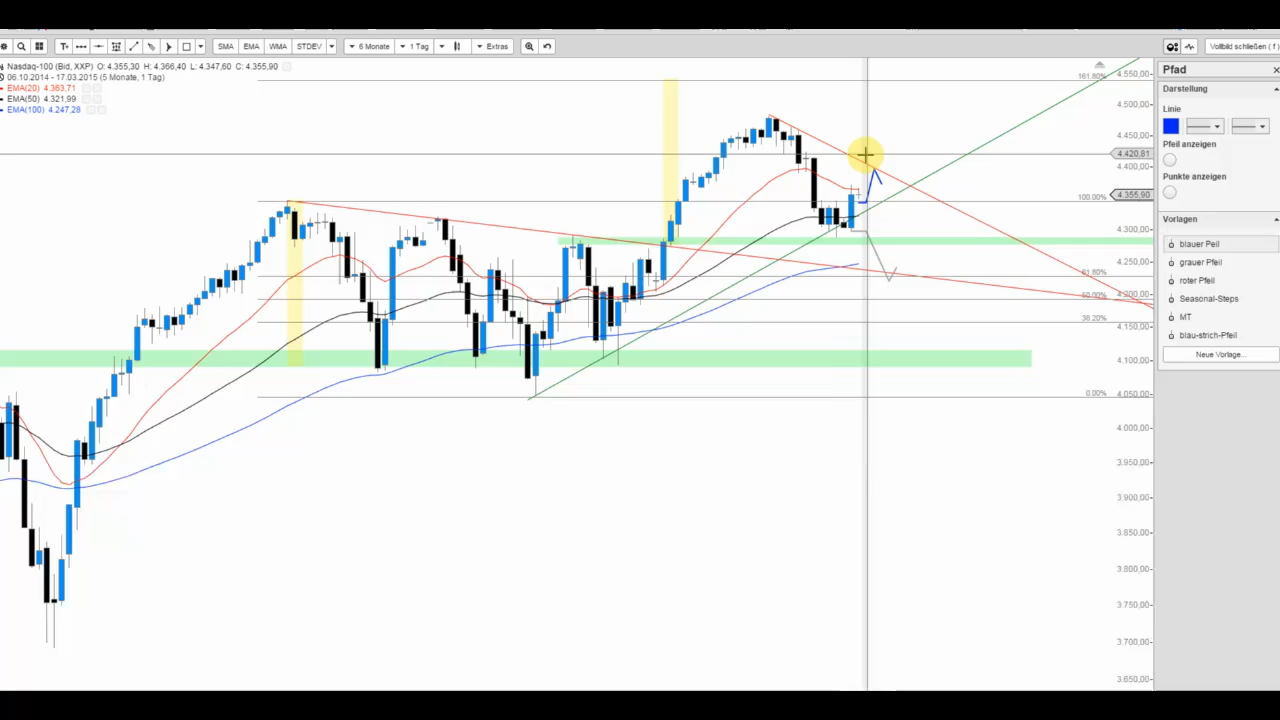 SMA EMA WMA STDEV 6 Monate 1 Tag Extras Vollbild schließen ( f )
Nasdaq-100 (Bid, XXP) O: 4.355,30 H: 4.366,40 L: 4.347,60 C: 4.355,90
06.10.2014 - 17.03.2015 (5 Monate, 1 Tag)
EMA(20) 4.363,71
EMA(50) 4.321,99
EMA(100) 4.247,28
161.80%
100.00%
61.80%
50.00%
38.20%
0.00%
4.550,00
4.500,00
4.450,00
4.420,81
4.400,00
4.355,90
4.300,00
4.250,00
4.200,00
4.150,00
4.100,00
4.050,00
4.000,00
3.950,00
3.900,00
3.850,00
3.800,00
3.750,00
3.700,00
3.650,00
Pfad
Darstellung
Linie
Pfeil anzeigen
Punkte anzeigen
Vorlagen
blauer Peil
grauer Pfeil
roter Pfeil
Seasonal-Steps
MT
blau-strich-Pfeil
Neue Vorlage...